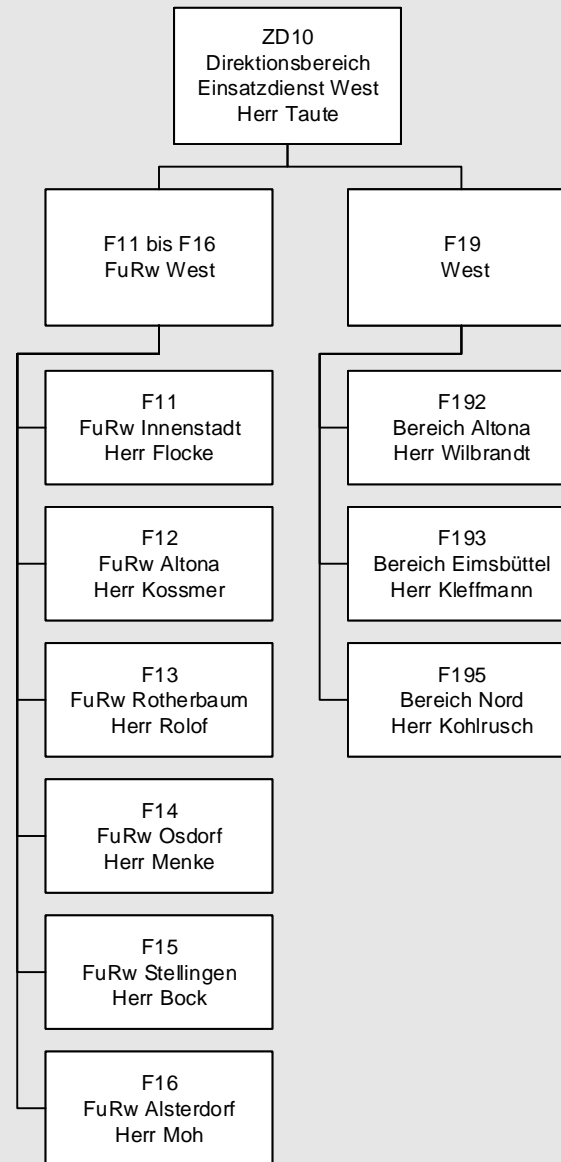 ZD10
Direktionsbereich
Einsatzdienst West
Herr Taute
F11 bis F16
FuRw West
F11
FuRw Innenstadt
Herr Flocke
F12
FuRw Altona
Herr Kossmer
F13
FuRw Rotherbaum
Herr Rolof
F14
FuRw Osdorf
Herr Menke
F15
FuRw Stellingen
Herr Bock
F16
FuRw Alsterdorf
Herr Moh
F19
West
F192
Bereich Altona
Herr Wilbrandt
F193
Bereich Eimsbüttel
Herr Kleffmann
F195
Bereich Nord
Herr Kohlrusch